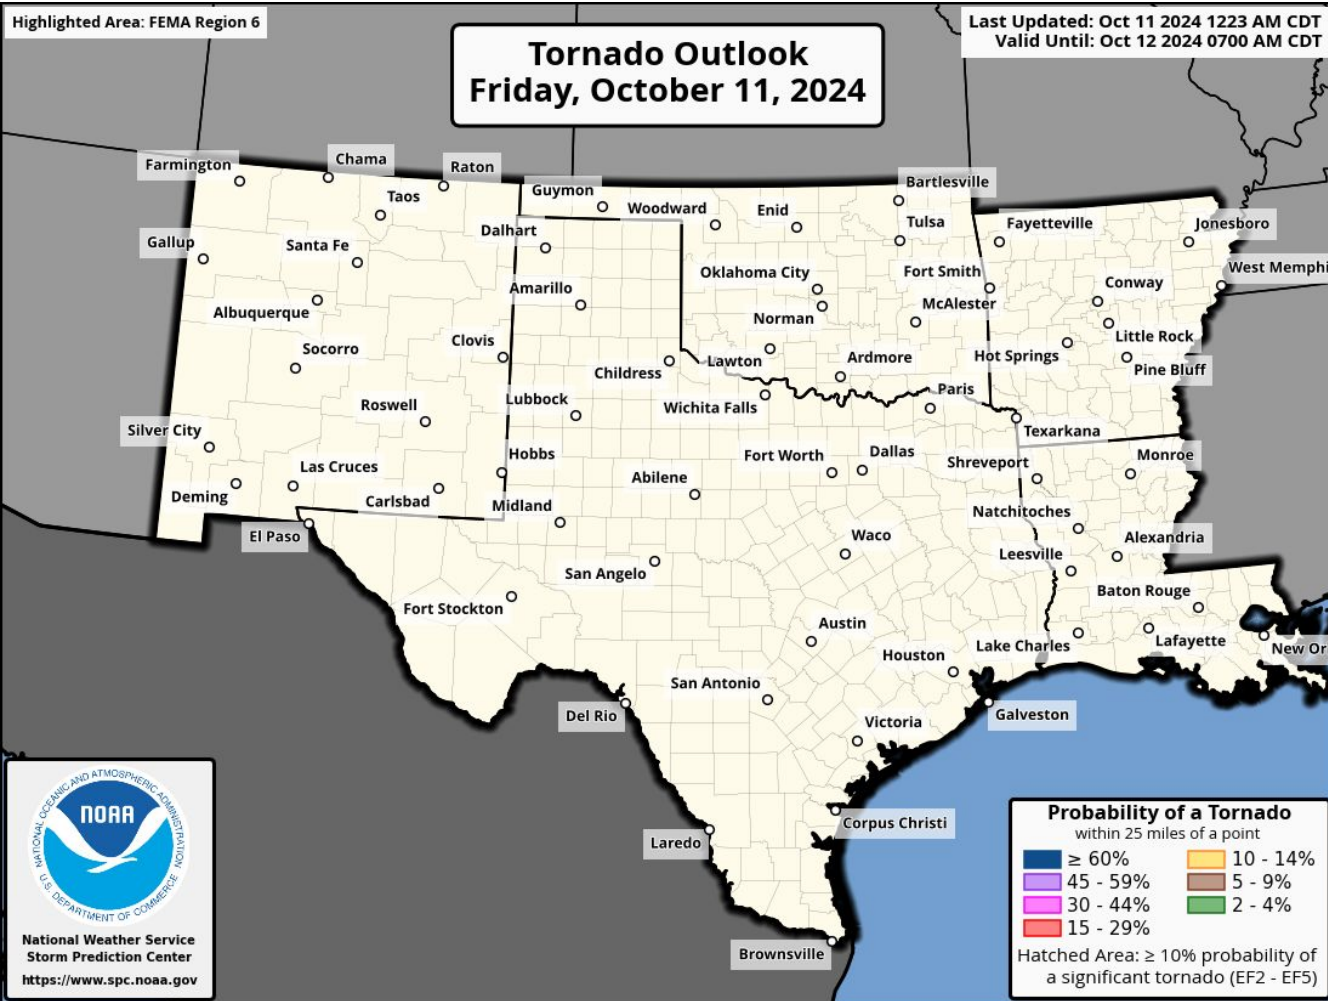 Highlighted Area: FEMA Region 6
Last Updated: Oct 11 2024 1223 AM CDT
Valid Until: Oct 12 2024 0700 AM CDT
Tornado Outlook
Friday, October 11, 2024
Farmington
Chama
Raton
Taos
Guymon
Woodward
Enid
Bartlesville
Tulsa
Fayetteville
Jonesboro
Gallup
Santa Fe
Dalhart
Oklahoma City
Fort Smith
West Memphi
Albuquerque
Amarillo
Norman
McAlester
Conway
Socorro
Clovis
Childress
Lawton
Ardmore
Hot Springs
Little Rock
Pine Bluff
Roswell
Lubbock
Wichita Falls
Paris
Texarkana
Silver City
Las Cruces
Hobbs
Abilene
Fort Worth
Dallas
Shreveport
Monroe
Deming
Carlsbad
Midland
Natchitoches
El Paso
Waco
Leesville
Alexandria
San Angelo
Baton Rouge
Fort Stockton
Austin
Houston
Lake Charles
Lafayette
New Or
San Antonio
Del Rio
Victoria
Galveston
Laredo
Corpus Christi
Brownsville
NATIONAL OCEANIC AND ATMOSPHERIC ADMINISTRATION
NOAA
U.S. DEPARTMENT OF COMMERCE
National Weather Service
Storm Prediction Center
https://www.spc.noaa.gov
Probability of a Tornado
within 25 miles of a point
≥ 60%
45 - 59%
30 - 44%
15 - 29%
10 - 14%
5 - 9%
2 - 4%
Hatched Area: ≥ 10% probability of
a significant tornado (EF2 - EF5)